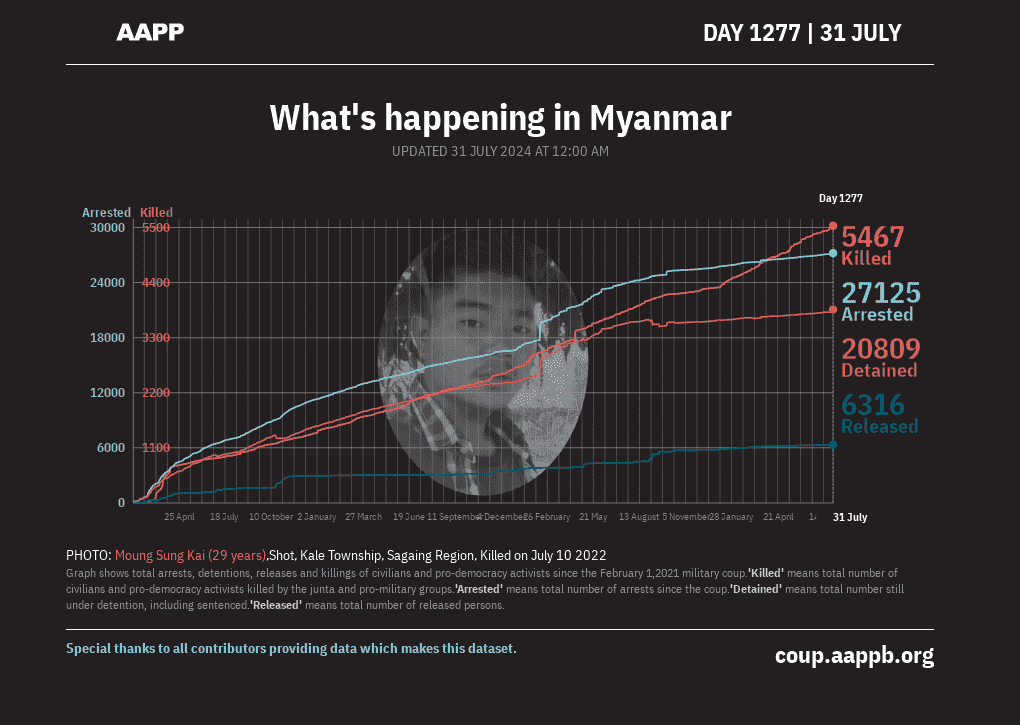 AAPP
DAY 1277 | 31 JULY
What's happening in Myanmar
UPDATED 31 JULY 2024 AT 12:00 AM
Day 1277
Arrested Killed
30000 5500
24000 4400
18000 3300
12000 2200
6000 1100
0
5467
Killed
27125
Arrested
20809
Detained
6316
Released
25 April 18 July 10 October 2 January 27 March 19 June 11 September 4 December 26 February 21 May 13 August 5 November 28 January 21 April 31 July
PHOTO: Moung Sung Kai (29 years),Shot, Kale Township, Sagaing Region, Killed on July 10 2022
Graph shows total arrests, detentions, releases and killings of civilians and pro-democracy activists since the February 1,2021 military coup.'Killed' means total number of
civilians and pro-democracy activists killed by the junta and pro-military groups.'Arrested' means total number of arrests since the coup.'Detained' means total number still
under detention, including sentenced.'Released' means total number of released persons.
Special thanks to all contributors providing data which makes this dataset.
coup.aappb.org